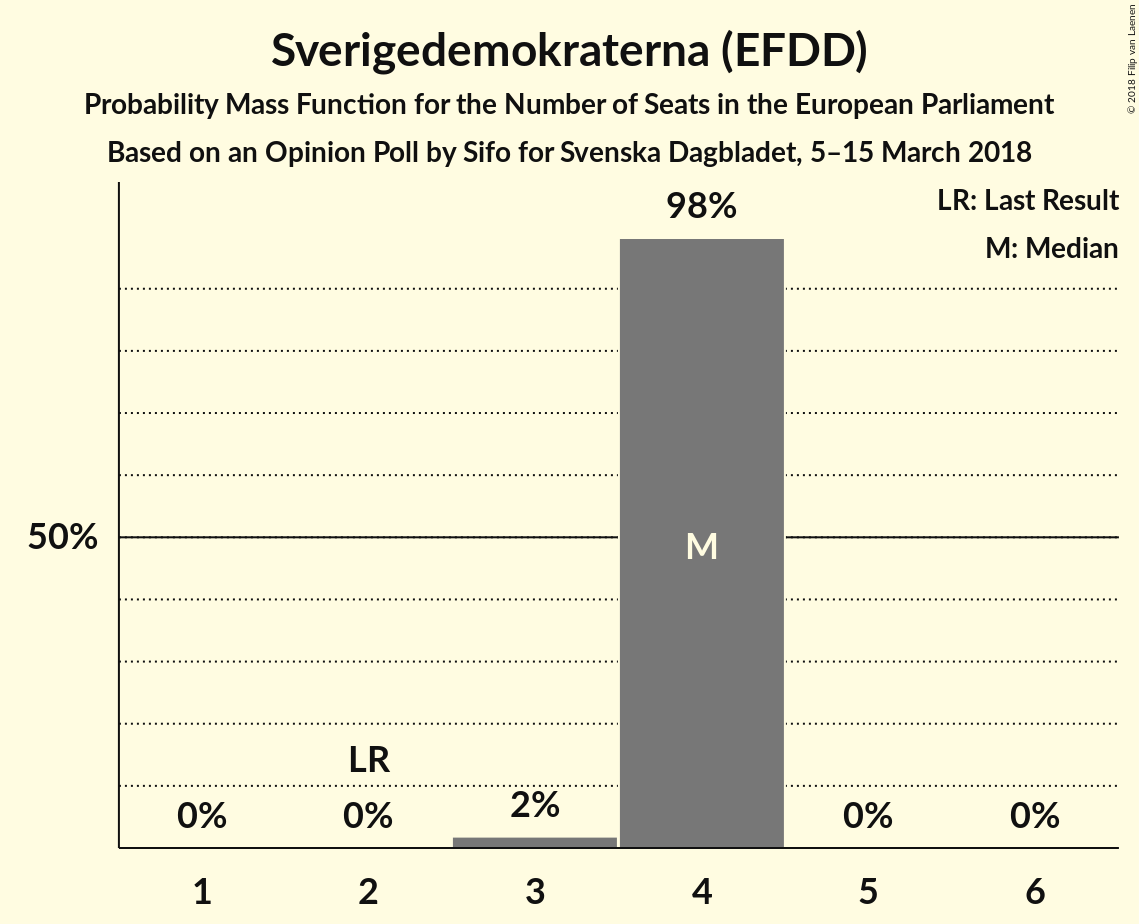 Sverigedemokraterna (EFDD)
Probability Mass Function for the Number of Seats in the European Parliament
Based on an Opinion Poll by Sifo for Svenska Dagbladet, 5–15 March 2018
© 2018 Filip van Laenen
LR: Last Result
M: Median
98%
50%
M
LR
0%
0%
2%
0%
0%
1
2
3
4
5
6